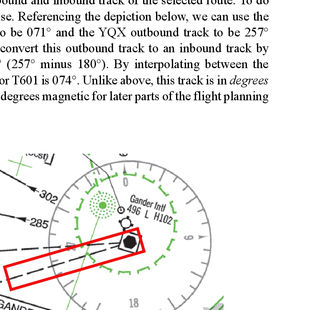 ound and inbound track of the selected route. To do
se. Referencing the depiction below, we can use the
o be 071° and the YQX outbound track to be 257°
convert this outbound track to an inbound track by
(257° minus 180°). By interpolating between the
or T601 is 074°. Unlike above, this track is in degrees
degrees magnetic for later parts of the flight planning
302
285
0
Gander Intl
496 L H102
18
GANDE